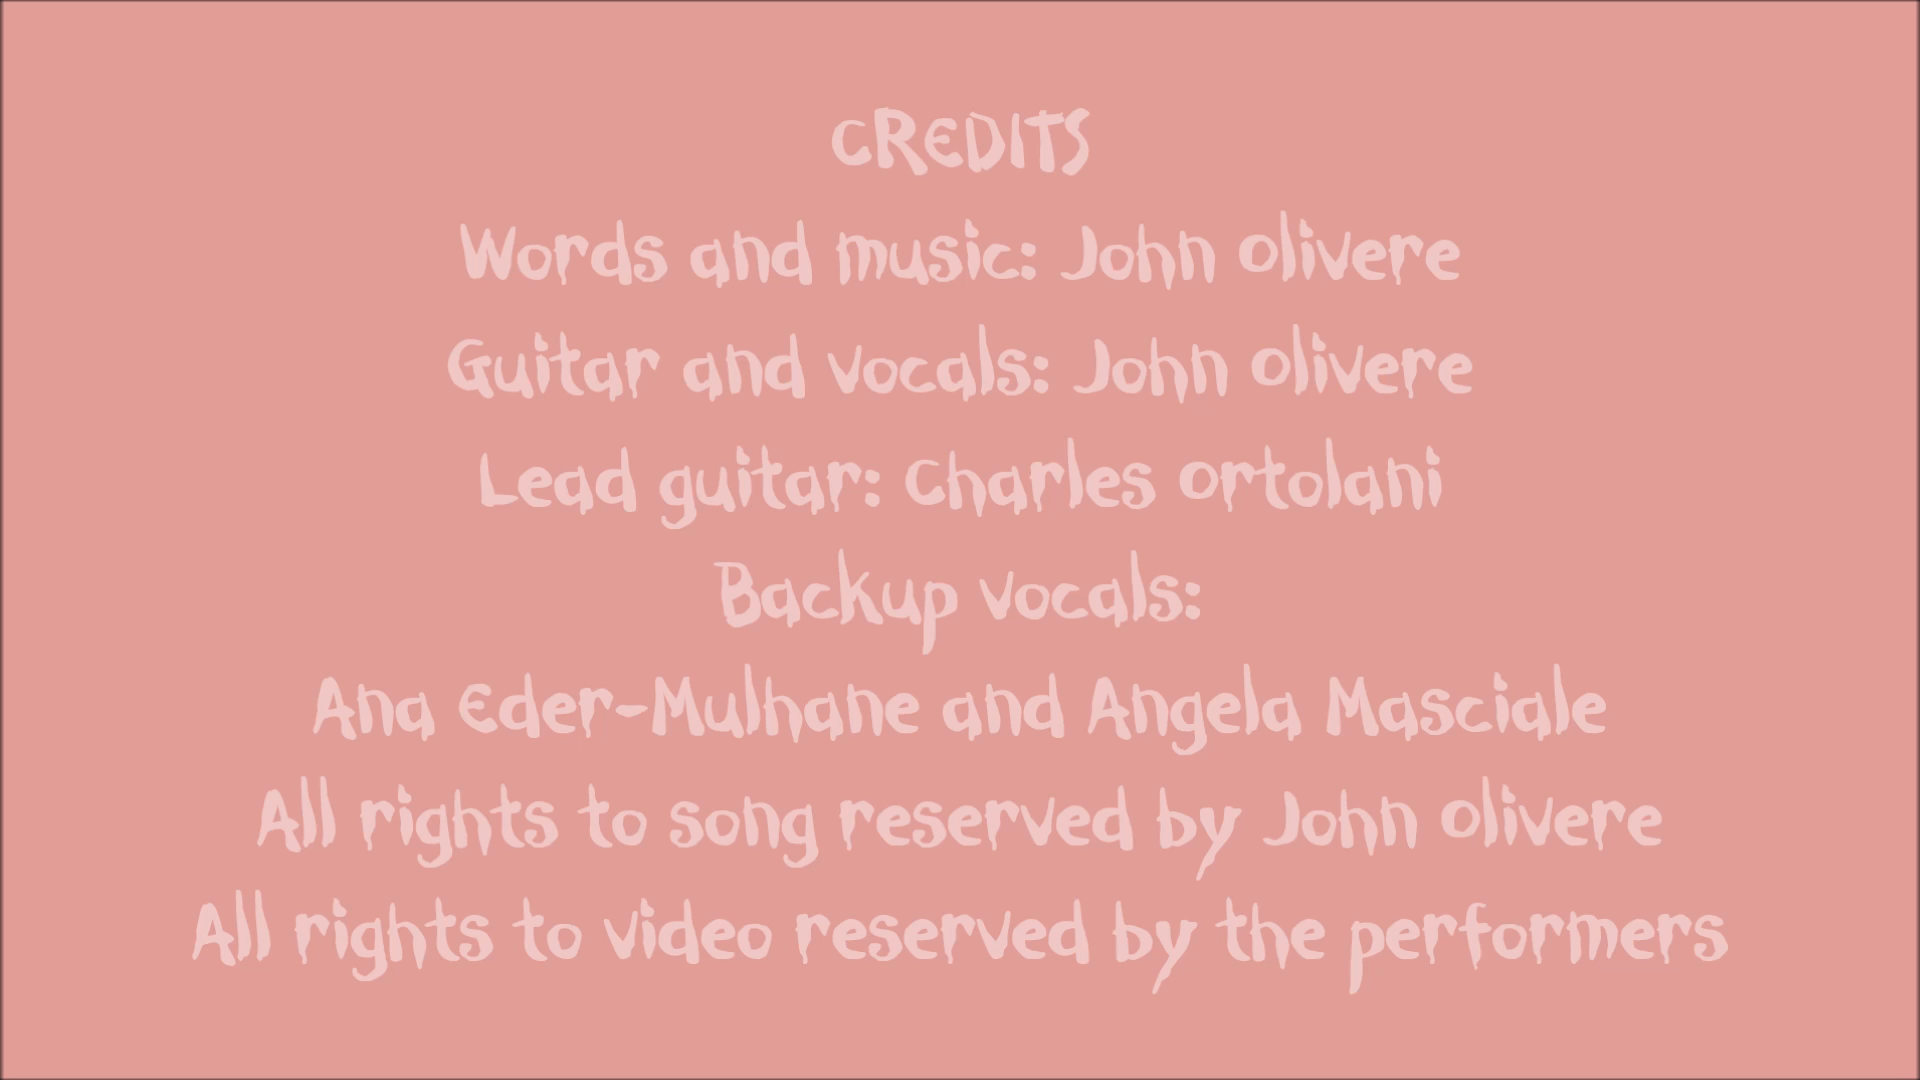 CREDITS
Words and music: John Olivere
Guitar and vocals: John Olivere
Lead guitar: Charles Ortolani
Backup vocals:
Ana Eder-Mulhane and Angela Masciale
All rights to song reserved by John Olivere
All rights to video reserved by the performers